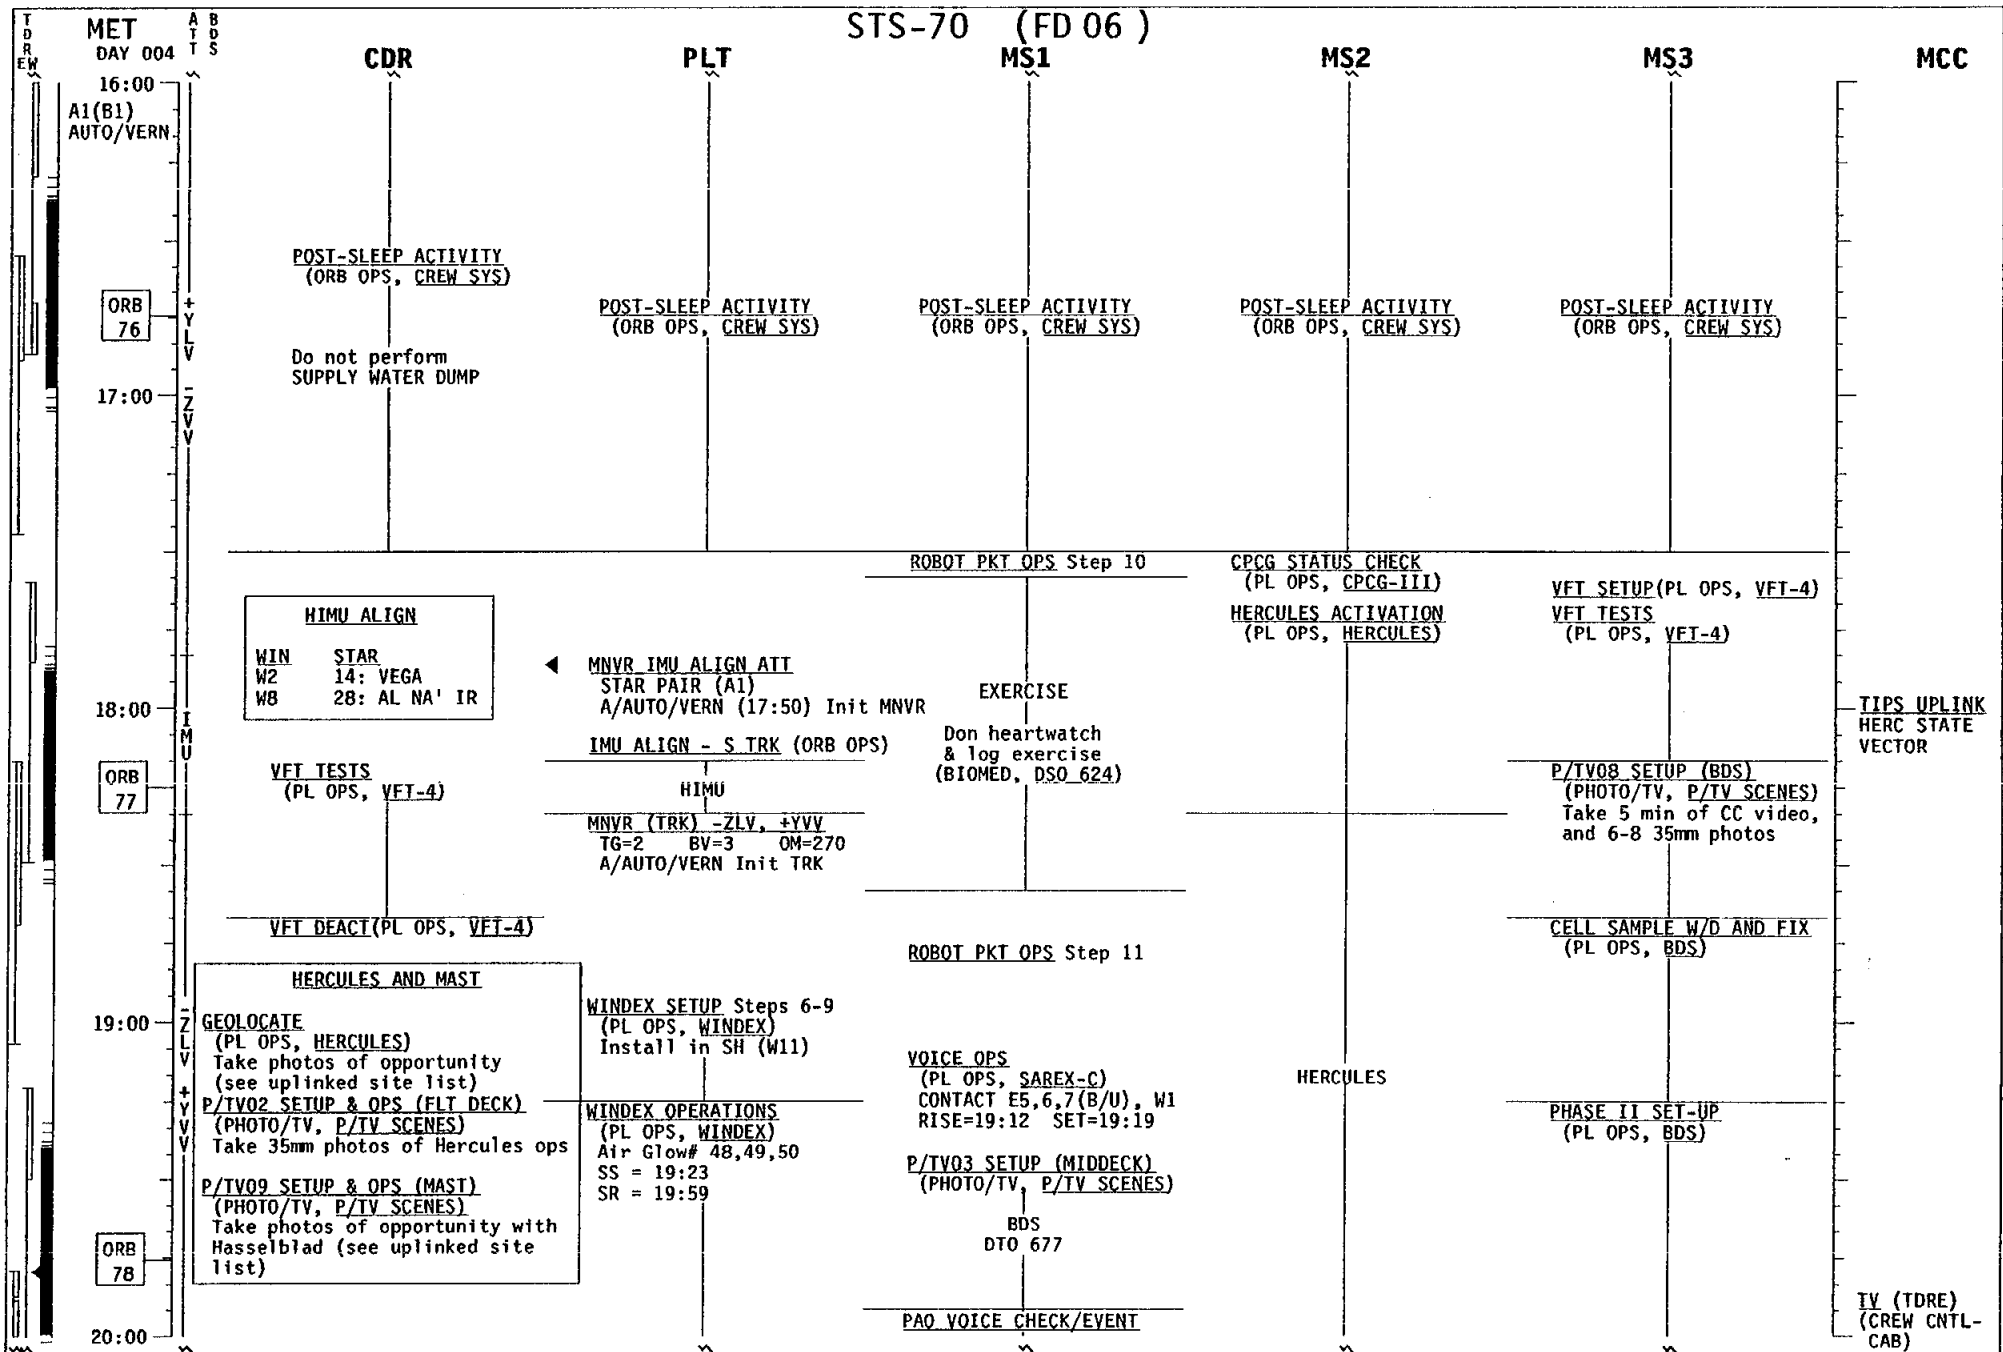 STS-70 (FD 06 )
TDRE W
MET
DAY 004
ATT
BDS
CDR
PLT
MS1
MS2
MS3
MCC
16:00
A1(B1)
AUTO/VERN
ORB
76
+YLV
-ZVV
17:00
POST-SLEEP ACTIVITY
(ORB OPS, CREW SYS)
Do not perform
SUPPLY WATER DUMP
POST-SLEEP ACTIVITY
(ORB OPS, CREW SYS)
POST-SLEEP ACTIVITY
(ORB OPS, CREW SYS)
POST-SLEEP ACTIVITY
(ORB OPS, CREW SYS)
POST-SLEEP ACTIVITY
(ORB OPS, CREW SYS)
18:00
IMU
ORB
77
HIMU ALIGN
WIN STAR
W2 14: VEGA
W8 28: AL NA' IR
VFT TESTS
(PL OPS, VFT-4)
VFT DEACT(PL OPS, VFT-4)
MNVR IMU ALIGN ATT
STAR PAIR (A1)
A/AUTO/VERN (17:50) Init MNVR
IMU ALIGN - S TRK (ORB OPS)
HIMU
MNVR (TRK) -ZLV, +YVV
TG=2 BV=3 OM=270
A/AUTO/VERN Init TRK
ROBOT PKT OPS Step 10
EXERCISE
Don heartwatch
& log exercise
(BIOMED, DSO 624)
ROBOT PKT OPS Step 11
CPCG STATUS CHECK
(PL OPS, CPCG-III)
HERCULES ACTIVATION
(PL OPS, HERCULES)
VFT SETUP(PL OPS, VFT-4)
VFT TESTS
(PL OPS, VFT-4)
P/TV08 SETUP (BDS)
(PHOTO/TV, P/TV SCENES)
Take 5 min of CC video,
and 6-8 35mm photos
CELL SAMPLE W/D AND FIX
(PL OPS, BDS)
TIPS UPLINK
HERC STATE
VECTOR
19:00
-ZLV
+YVV
ORB
78
20:00
HERCULES AND MAST
GEOLOCATE
(PL OPS, HERCULES)
Take photos of opportunity
(see uplinked site list)
P/TV02 SETUP & OPS (FLT DECK)
(PHOTO/TV, P/TV SCENES)
Take 35mm photos of Hercules ops
P/TV09 SETUP & OPS (MAST)
(PHOTO/TV, P/TV SCENES)
Take photos of opportunity with
Hasselblad (see uplinked site
list)
WINDEX SETUP Steps 6-9
(PL OPS, WINDEX)
Install in SH (W11)
WINDEX OPERATIONS
(PL OPS, WINDEX)
Air Glow# 48,49,50
SS = 19:23
SR = 19:59
VOICE OPS
(PL OPS, SAREX-C)
CONTACT E5,6,7(B/U), W1
RISE=19:12 SET=19:19
P/TV03 SETUP (MIDDECK)
(PHOTO/TV, P/TV SCENES)
BDS
DTO 677
PAO VOICE CHECK/EVENT
HERCULES
PHASE II SET-UP
(PL OPS, BDS)
TV (TDRE)
(CREW CNTL-
CAB)